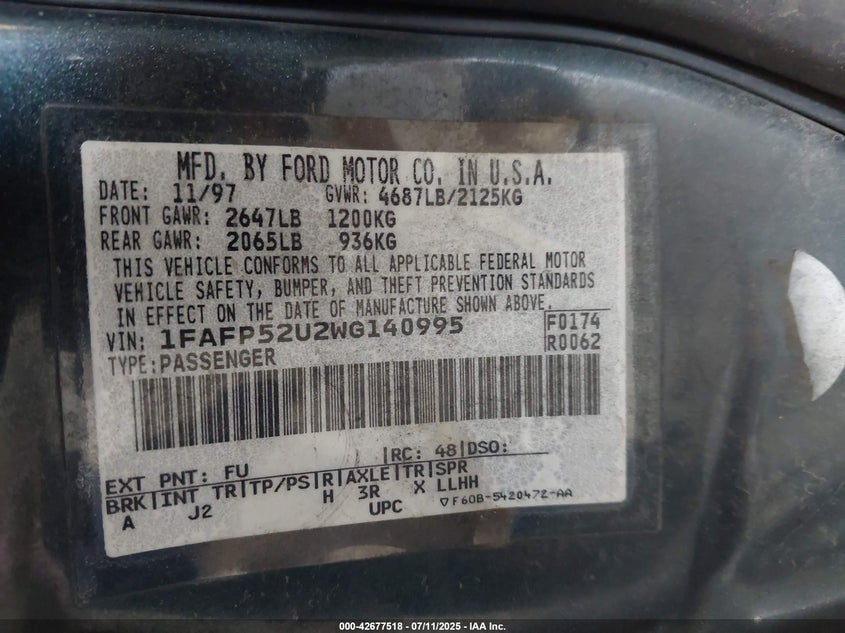 MFD. BY FORD MOTOR CO. IN U.S.A.
DATE: 11/97 GVWR: 4687LB/2125KG
FRONT GAWR: 2647LB 1200KG
REAR GAWR: 2065LB 936KG
THIS VEHICLE CONFORMS TO ALL APPLICABLE FEDERAL MOTOR
VEHICLE SAFETY, BUMPER, AND THEFT PREVENTION STANDARDS
IN EFFECT ON THE DATE OF MANUFACTURE SHOWN ABOVE.
VIN: 1FAFP52U2WG140995 F0174
TYPE: PASSENGER R0062
RC: 48 DSO:
EXT PNT: FU
BRK INT TR TP/PS R AXLE TR SPR
A J2 H 3R X LLHH
UPC ▽F60B-5420472-AA
000-42677518 - 07/11/2025 - IAA Inc.